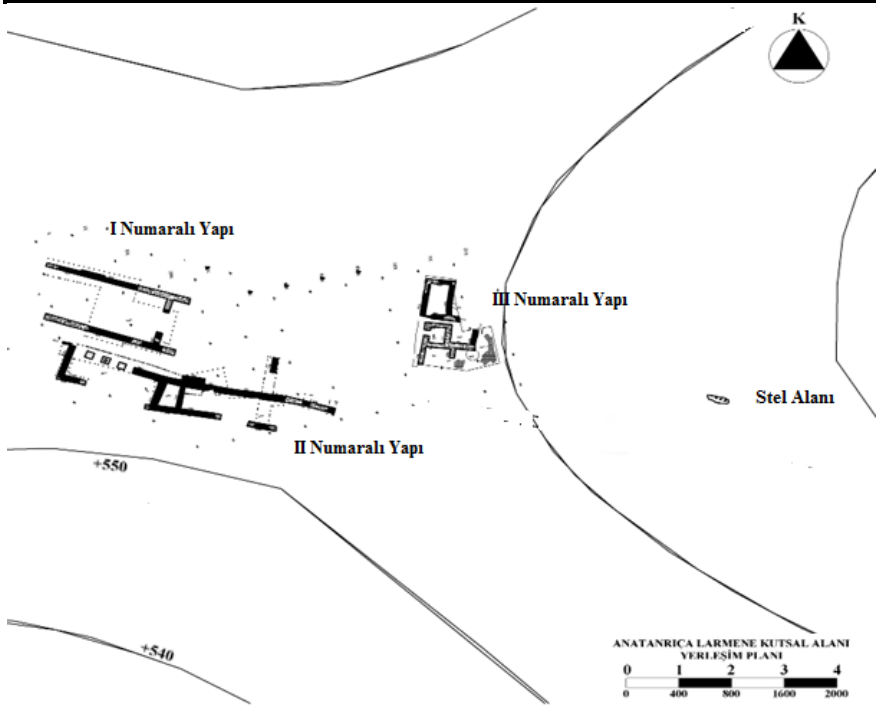 K
I Numaralı Yapı
III Numaralı Yapı
Stel Alanı
II Numaralı Yapı
+550
+540
ANATANRIÇA LARMENE KUTSAL ALANI
YERLEŞİM PLANI
0 1 2 3 4
0 400 800 1600 2000